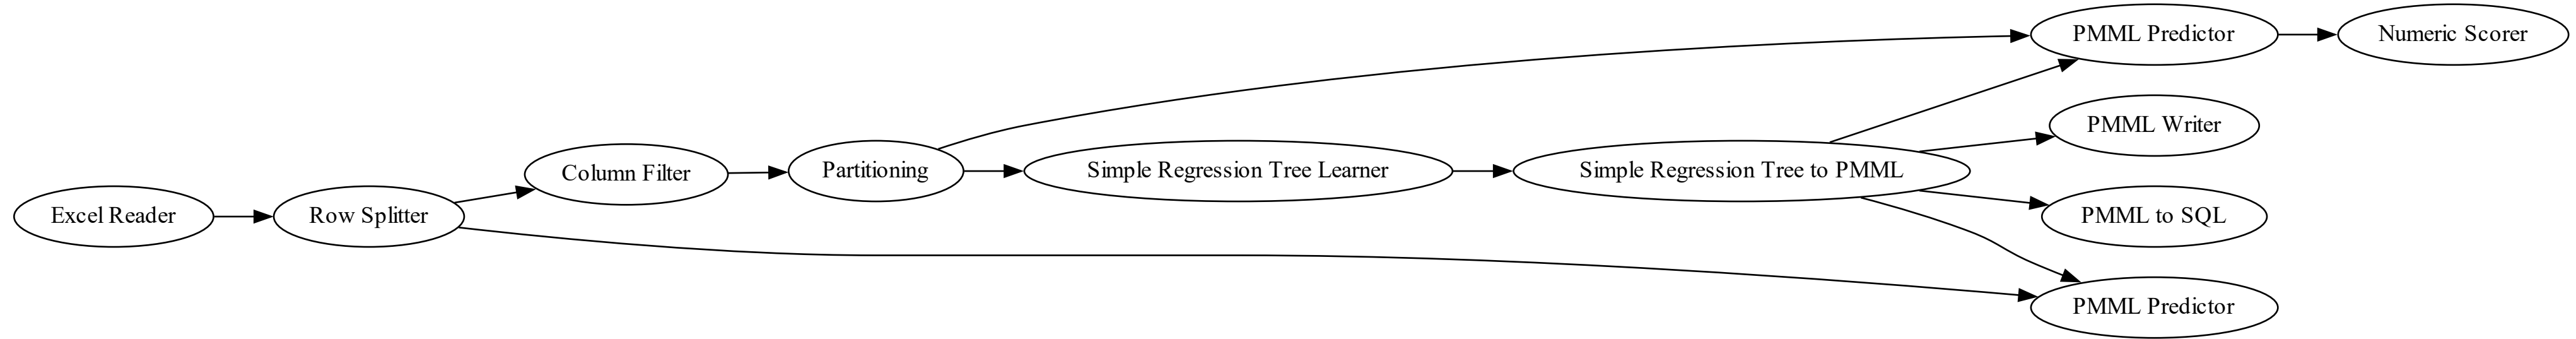 Excel Reader
Row Splitter
Column Filter
Partitioning
Simple Regression Tree Learner
Simple Regression Tree to PMML
PMML Predictor
Numeric Scorer
PMML Writer
PMML to SQL
PMML Predictor